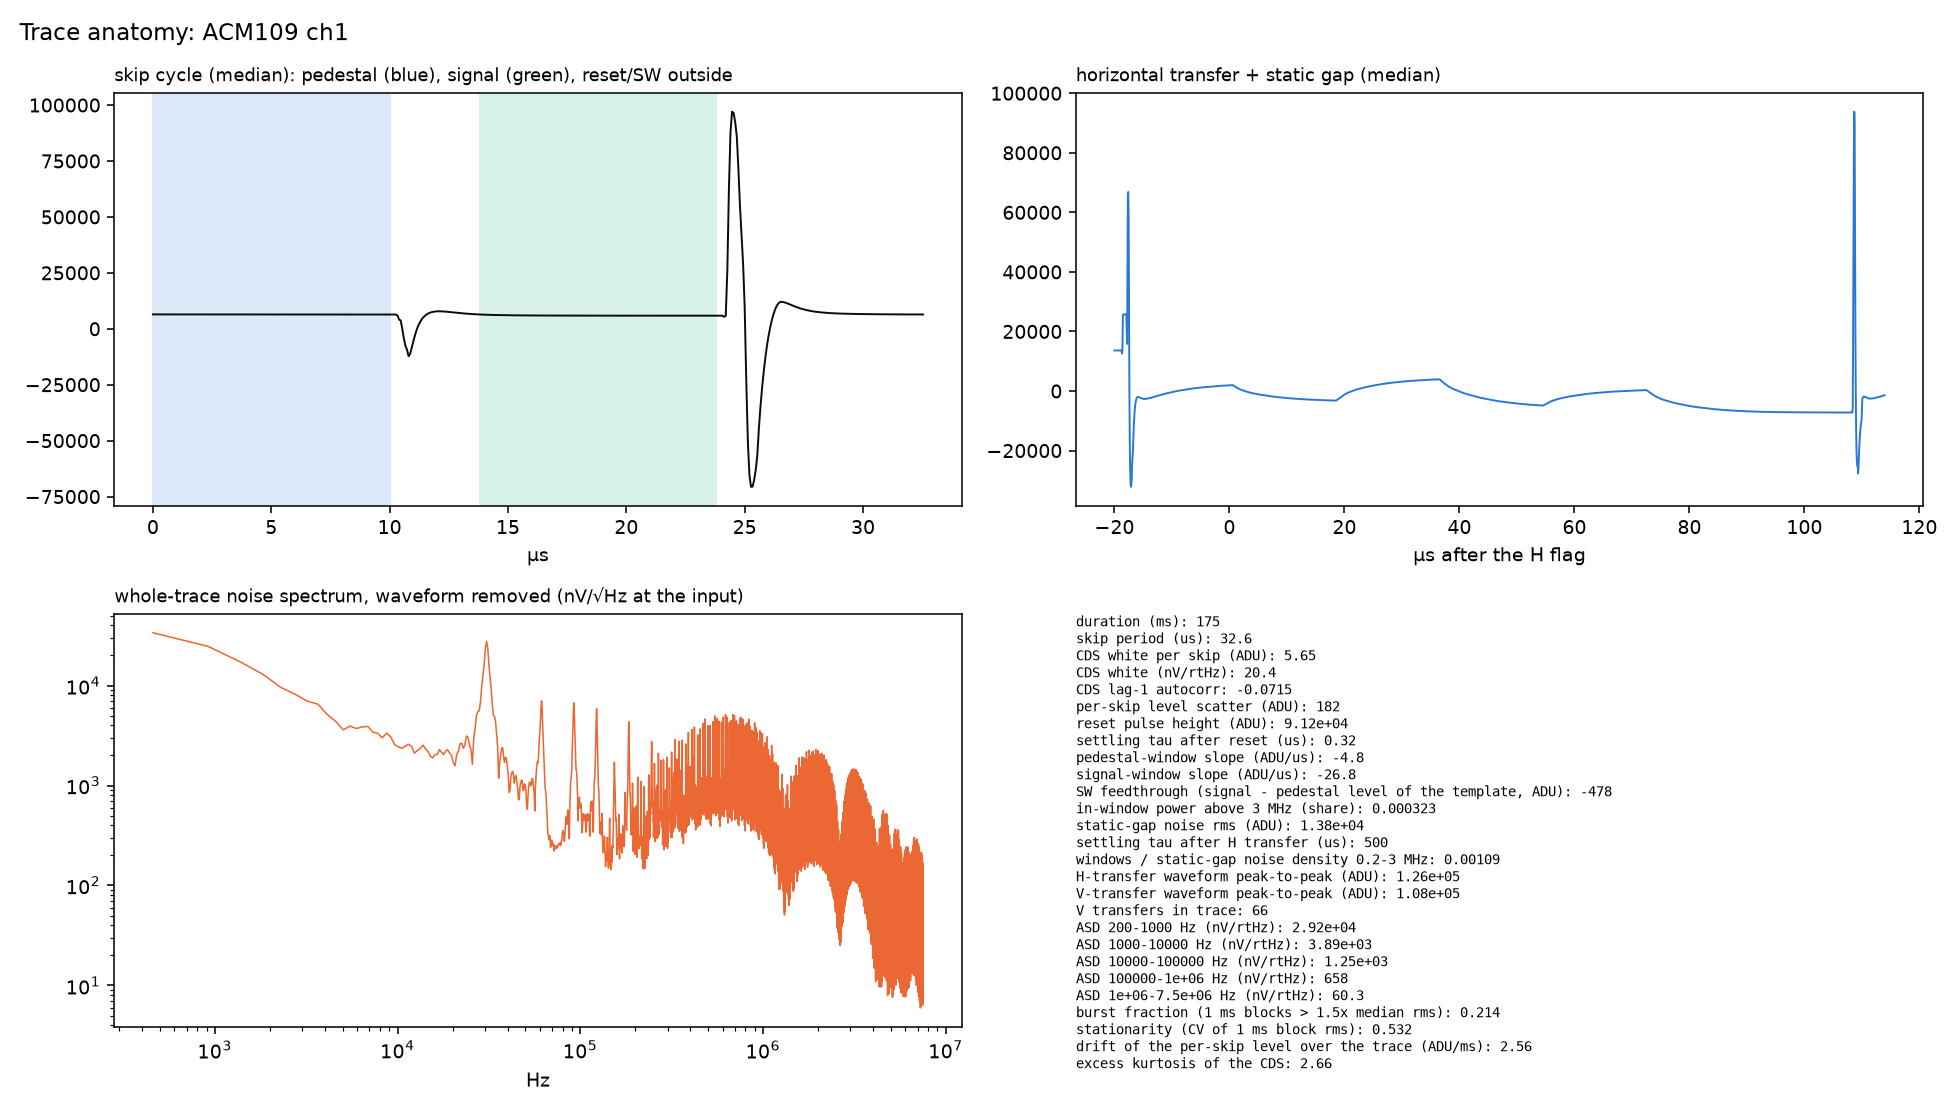 Trace anatomy: ACM109 ch1
skip cycle (median): pedestal (blue), signal (green), reset/SW outside
100000
75000
50000
25000
0
−25000
−50000
−75000
0 5 10 15 20 25 30
µs
horizontal transfer + static gap (median)
100000
80000
60000
40000
20000
0
−20000
−20 0 20 40 60 80 100 120
µs after the H flag
whole-trace noise spectrum, waveform removed (nV/√Hz at the input)
10⁴
10³
10²
10¹
10³ 10⁴ 10⁵ 10⁶ 10⁷
Hz
duration (ms): 175
skip period (us): 32.6
CDS white per skip (ADU): 5.65
CDS white (nV/rtHz): 20.4
CDS lag-1 autocorr: -0.0715
per-skip level scatter (ADU): 182
reset pulse height (ADU): 9.12e+04
settling tau after reset (us): 0.32
pedestal-window slope (ADU/us): -4.8
signal-window slope (ADU/us): -26.8
SW feedthrough (signal - pedestal level of the template, ADU): -478
in-window power above 3 MHz (share): 0.000323
static-gap noise rms (ADU): 1.38e+04
settling tau after H transfer (us): 500
windows / static-gap noise density 0.2-3 MHz: 0.00109
H-transfer waveform peak-to-peak (ADU): 1.26e+05
V-transfer waveform peak-to-peak (ADU): 1.08e+05
V transfers in trace: 66
ASD 200-1000 Hz (nV/rtHz): 2.92e+04
ASD 1000-10000 Hz (nV/rtHz): 3.89e+03
ASD 10000-100000 Hz (nV/rtHz): 1.25e+03
ASD 100000-1e+06 Hz (nV/rtHz): 658
ASD 1e+06-7.5e+06 Hz (nV/rtHz): 60.3
burst fraction (1 ms blocks > 1.5x median rms): 0.214
stationarity (CV of 1 ms block rms): 0.532
drift of the per-skip level over the trace (ADU/ms): 2.56
excess kurtosis of the CDS: 2.66